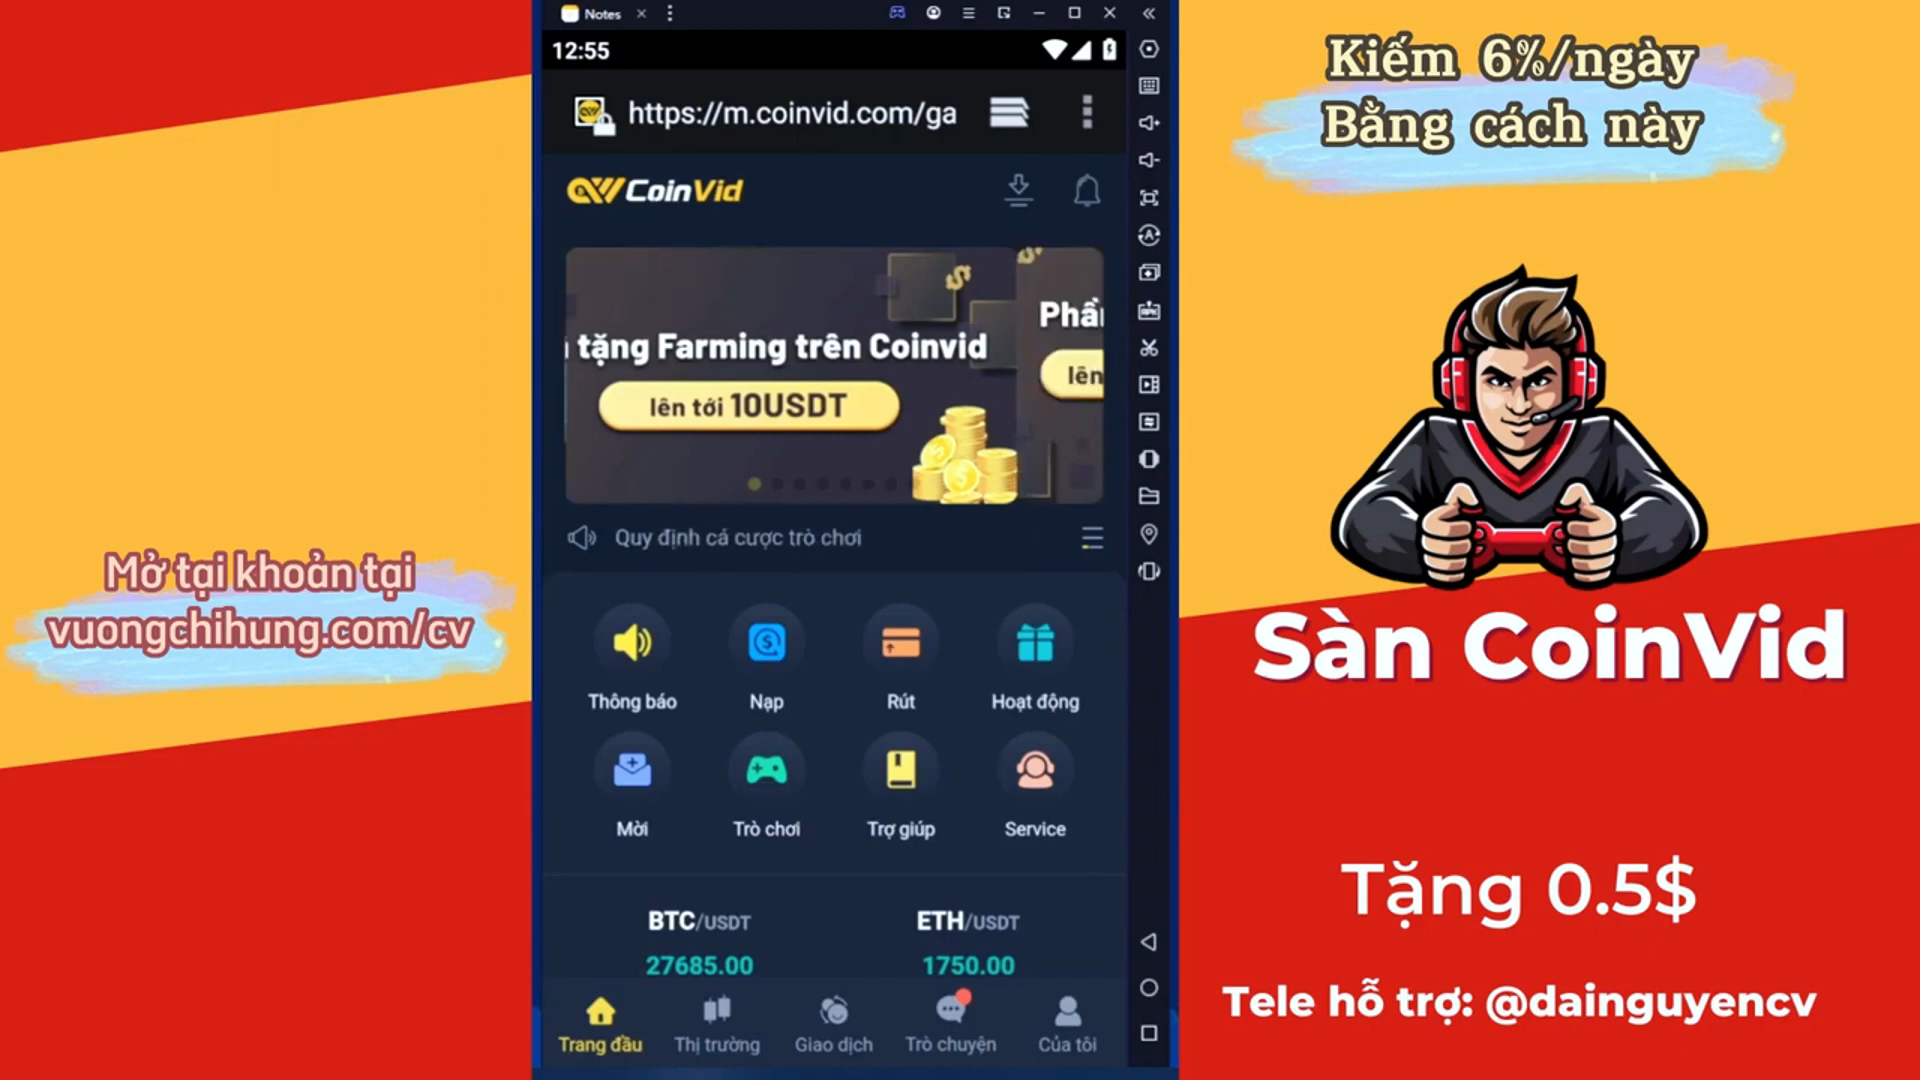 Notes
12:55
https://m.coinvid.com/ga
CoinVid
tặng Farming trên Coinvid
lên tới 10USDT
Phần
lên
Quy định cá cược trò chơi
Thông báo
Nạp
Rút
Hoạt động
Mời
Trò chơi
Trợ giúp
Service
BTC/USDT
ETH/USDT
27685.00
1750.00
Trang đầu
Thị trường
Giao dịch
Trò chuyện
Của tôi
Mở tại khoản tại
vuongchihung.com/cv
Kiếm 6%/ngày
Bằng cách này
Sàn CoinVid
Tặng 0.5$
Tele hỗ trợ: @dainguyencv